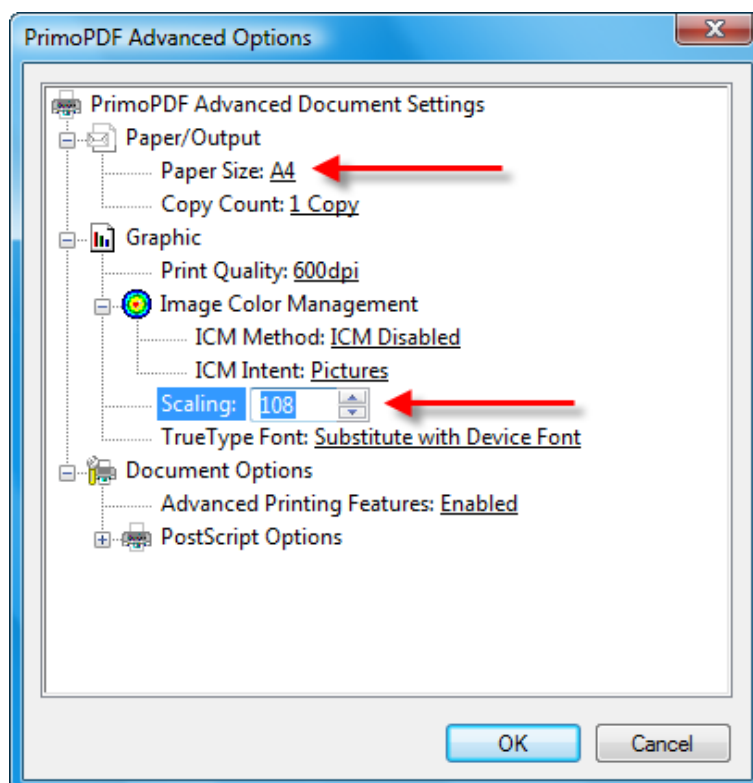 PrimoPDF Advanced Options
PrimoPDF Advanced Document Settings
Paper/Output
Paper Size: A4
Copy Count: 1 Copy
Graphic
Print Quality: 600dpi
Image Color Management
ICM Method: ICM Disabled
ICM Intent: Pictures
Scaling: 108
TrueType Font: Substitute with Device Font
Document Options
Advanced Printing Features: Enabled
PostScript Options
OK Cancel